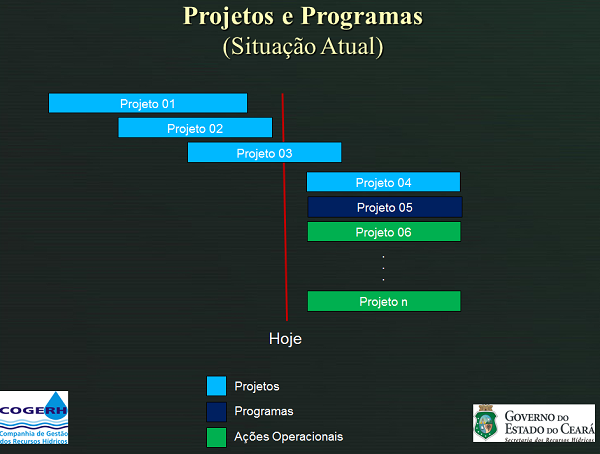 Projetos e Programas
(Situação Atual)
Projeto 01
Projeto 02
Projeto 03
Projeto 04
Projeto 05
Projeto 06
.
.
.
Projeto n
Hoje
Projetos
Programas
Ações Operacionais
COGERH
Companhia de Gestão
dos Recursos Hídricos
GOVERNO DO
ESTADO DO CEARÁ
Secretaria dos Recursos Hídricos